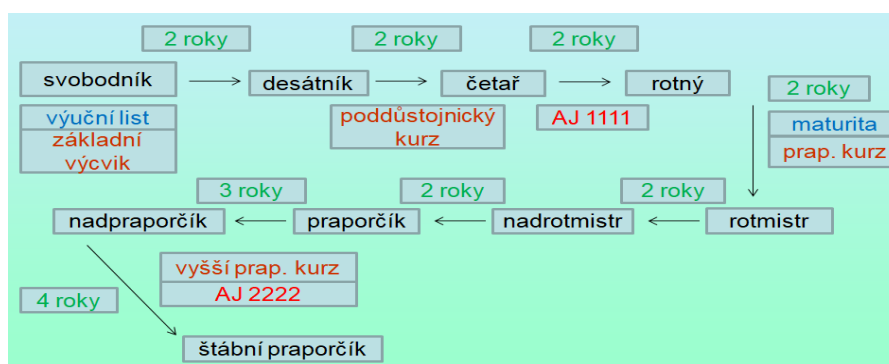 2 roky
2 roky
2 roky
svobodník
desátník
četař
rotný
2 roky
výuční list
základní
výcvik
poddůstojnický
kurz
AJ 1111
maturita
prap. kurz
3 roky
2 roky
2 roky
nadpraporčík
praporčík
nadrotmistr
rotmistr
vyšší prap. kurz
AJ 2222
4 roky
štábní praporčík